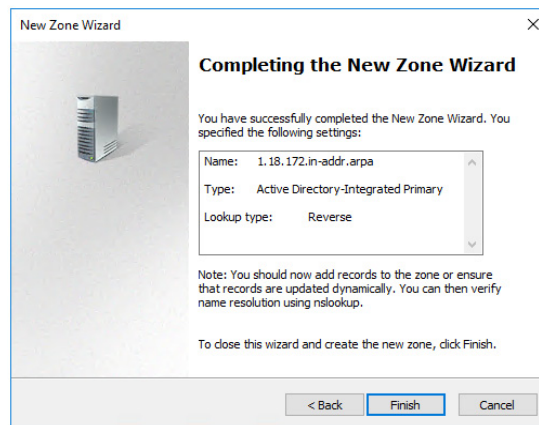 New Zone Wizard
Completing the New Zone Wizard
You have successfully completed the New Zone Wizard. You
specified the following settings:
Name: 1.18.172.in-addr.arpa
Type: Active Directory-Integrated Primary
Lookup type: Reverse
Note: You should now add records to the zone or ensure
that records are updated dynamically. You can then verify
name resolution using nslookup.
To close this wizard and create the new zone, click Finish.
< Back Finish Cancel